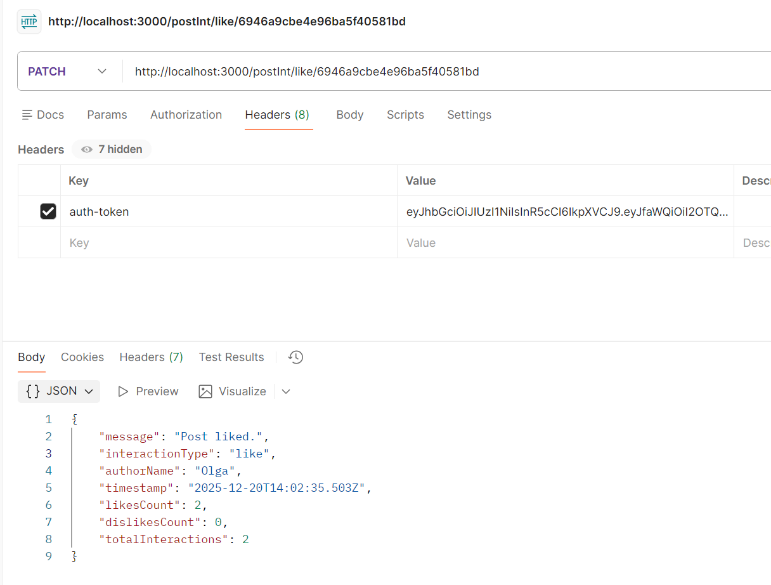 HTTP http://localhost:3000/postInt/like/6946a9cbe4e96ba5f40581bd
PATCH http://localhost:3000/postInt/like/6946a9cbe4e96ba5f40581bd
Docs Params Authorization Headers (8) Body Scripts Settings
Headers 7 hidden
Key Value Descr
auth-token eyJhbGciOiJIUzI1NiIsInR5cCI6IkpXVCJ9.eyJfaWQiOiI2OTQ...
Key Value Desc
Body Cookies Headers (7) Test Results
{} JSON Preview Visualize
1 {
2 "message": "Post liked.",
3 "interactionType": "like",
4 "authorName": "Olga",
5 "timestamp": "2025-12-20T14:02:35.503Z",
6 "likesCount": 2,
7 "dislikesCount": 0,
8 "totalInteractions": 2
9 }